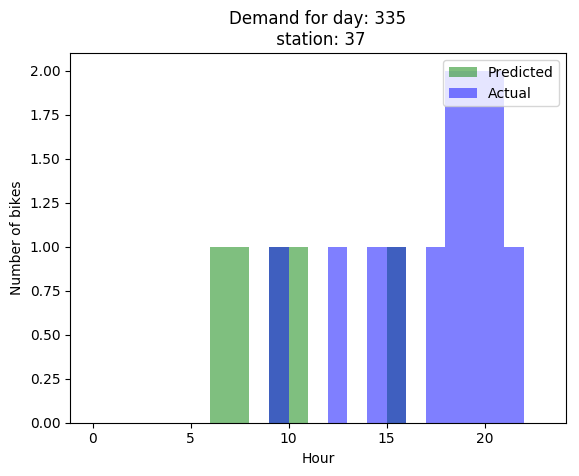 Demand for day: 335
station: 37
Predicted
Actual
2.00
1.75
1.50
1.25
1.00
0.75
0.50
0.25
0.00
Number of bikes
0 5 10 15 20
Hour